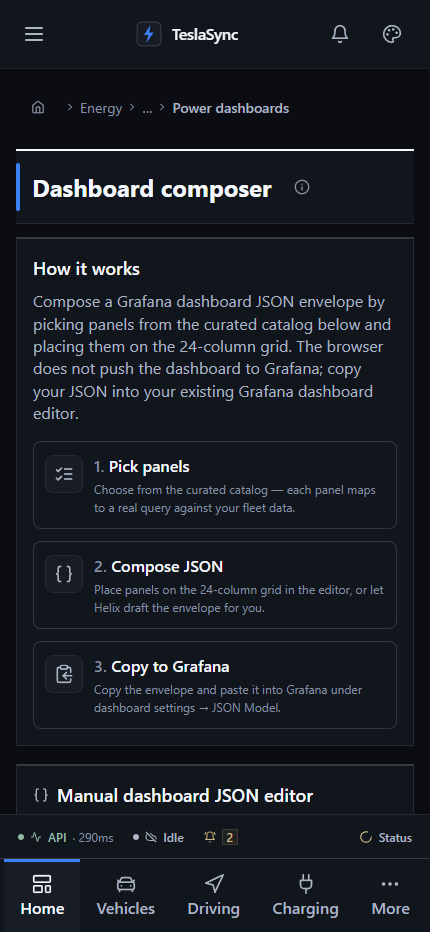 TeslaSync
Energy > ... > Power dashboards
Dashboard composer
How it works
Compose a Grafana dashboard JSON envelope by
picking panels from the curated catalog below and
placing them on the 24-column grid. The browser
does not push the dashboard to Grafana; copy
your JSON into your existing Grafana dashboard
editor.
1. Pick panels
Choose from the curated catalog — each panel maps
to a real query against your fleet data.
2. Compose JSON
Place panels on the 24-column grid in the editor, or let
Helix draft the envelope for you.
3. Copy to Grafana
Copy the envelope and paste it into Grafana under
dashboard settings → JSON Model.
{} Manual dashboard JSON editor
API · 290ms Idle 2 Status
Home Vehicles Driving Charging More